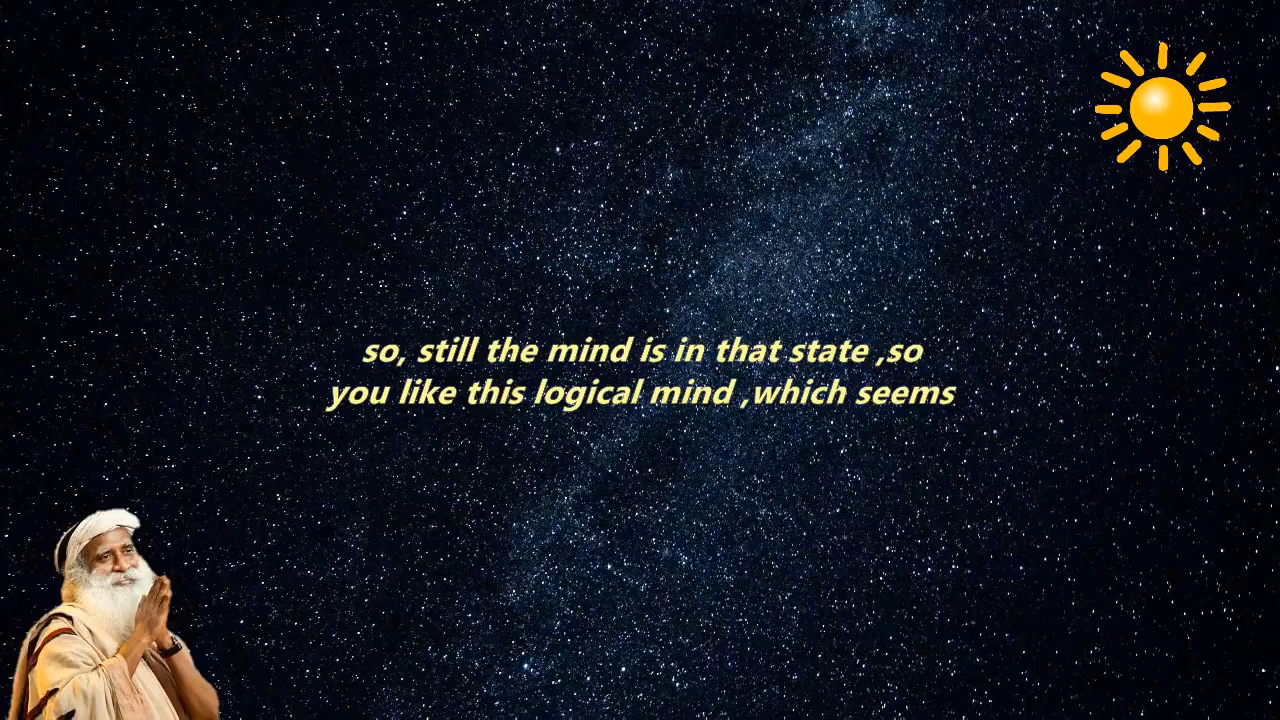 so, still the mind is in that state ,so
you like this logical mind ,which seems